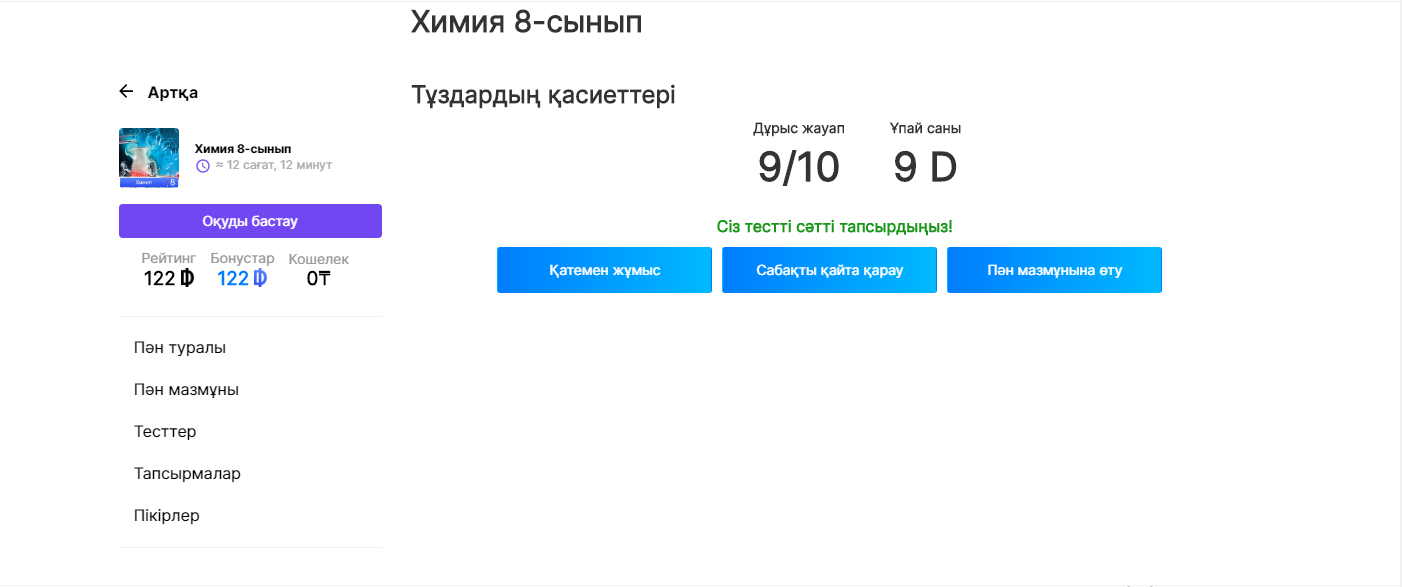 Химия 8-сынып
Артқа
Химия 8-сынып
≈ 12 сағат, 12 минут
Оқуды бастау
Рейтинг Бонустар Кошелек
122 122 0₸
Пән туралы
Пән мазмұны
Тесттер
Тапсырмалар
Пікірлер
Тұздардың қасиеттері
Дұрыс жауап Ұпай саны
9/10 9 D
Сіз тестті сәтті тапсырдыңыз!
Қатемен жұмыс Сабақты қайта қарау Пән мазмұнына өту